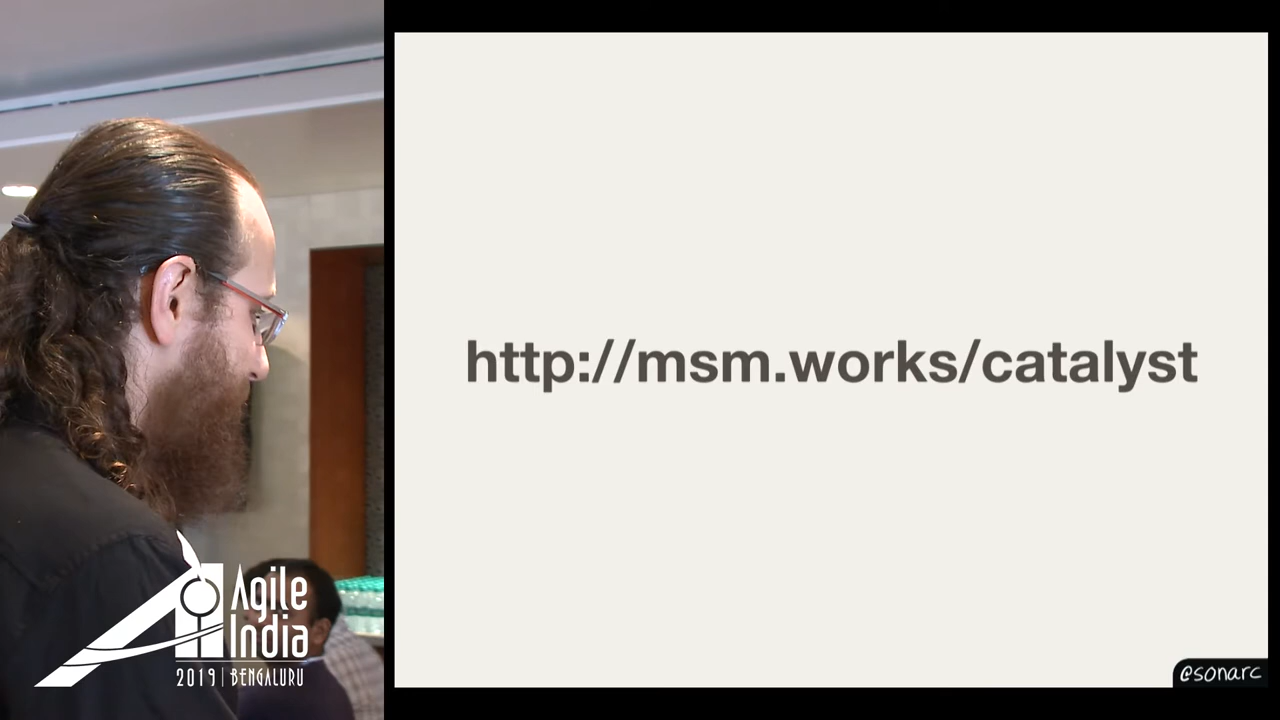 http://msm.works/catalyst
@sonarc
Agile
India
2019 | BENGALURU